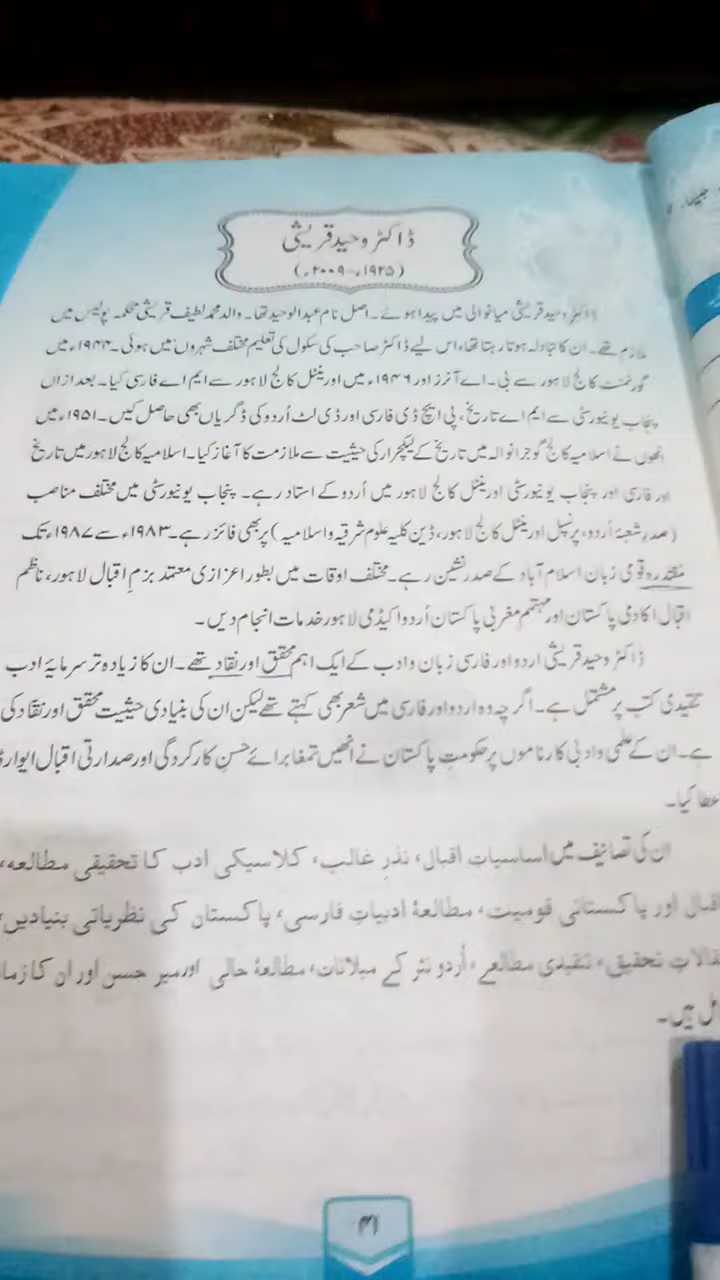 ڈاکٹر وحید قریشی
(۱۹۲۵ء-۲۰۰۹ء)
ڈاکٹر وحید قریشی میانوالی میں پیدا ہوئے۔ اصل نام عبدالوحید تھا۔ والد محمد لطیف قریشی محکمہ پولیس میں
ملازم تھے۔ ان کا تبادلہ ہوتا رہتا تھا، اس لیے ڈاکٹر صاحب کی سکول کی تعلیم مختلف شہروں میں ہوئی۔ ۱۹۴۴ء میں
گورنمنٹ کالج لاہور سے بی۔ اے آنرز اور ۱۹۴۶ء میں اورینٹل کالج لاہور سے ایم اے فارسی کیا۔ بعد ازاں
پنجاب یونیورسٹی سے ایم اے تاریخ، پی ایچ ڈی فارسی اور ڈی لٹ اُردو کی ڈگریاں بھی حاصل کیں۔ ۱۹۵۱ء میں
انھوں نے اسلامیہ کالج گوجرانوالہ میں تاریخ کے لیکچرار کی حیثیت سے ملازمت کا آغاز کیا۔ اسلامیہ کالج لاہور میں تاریخ
اور فارسی اور پنجاب یونیورسٹی اورینٹل کالج لاہور میں اُردو کے استاد رہے۔ پنجاب یونیورسٹی میں مختلف مناصب
(صدر شعبۂ اُردو، پرنسپل اورینٹل کالج لاہور، ڈین کلیہ علوم شرقیہ و اسلامیہ) پر بھی فائز رہے۔ ۱۹۸۳ء سے ۱۹۸۷ء تک
مقتدرہ قومی زبان اسلام آباد کے صدر نشین رہے۔ مختلف اوقات میں بطور اعزازی معتمد بزمِ اقبال لاہور، ناظم
اقبال اکادمی پاکستان اور مہتمم مغربی پاکستان اُردو اکیڈمی لاہور خدمات انجام دیں۔
ڈاکٹر وحید قریشی اردو اور فارسی زبان و ادب کے ایک اہم محقق اور نقاد تھے۔ ان کا زیادہ تر سرمایۂ ادب
تنقیدی کتب پر مشتمل ہے۔ اگرچہ وہ اردو اور فارسی میں شعر بھی کہتے تھے لیکن ان کی بنیادی حیثیت محقق اور نقاد کی
ہے۔ ان کے علمی و ادبی کارناموں پر حکومتِ پاکستان نے انھیں تمغا برائے حسنِ کارکردگی اور صدارتی اقبال ایوارڈ
عطا کیا۔
ان کی تصانیف میں اساسیاتِ اقبال، نذرِ غالب، کلاسیکی ادب کا تحقیقی مطالعہ،
اقبال اور پاکستانی قومیت، مطالعۂ ادبیاتِ فارسی، پاکستان کی نظریاتی بنیادیں،
مقالاتِ تحقیق، تنقیدی مطالعے، اُردو نثر کے میلانات، مطالعۂ حالی اور میر حسن اور ان کا
ہیں۔
۴۱